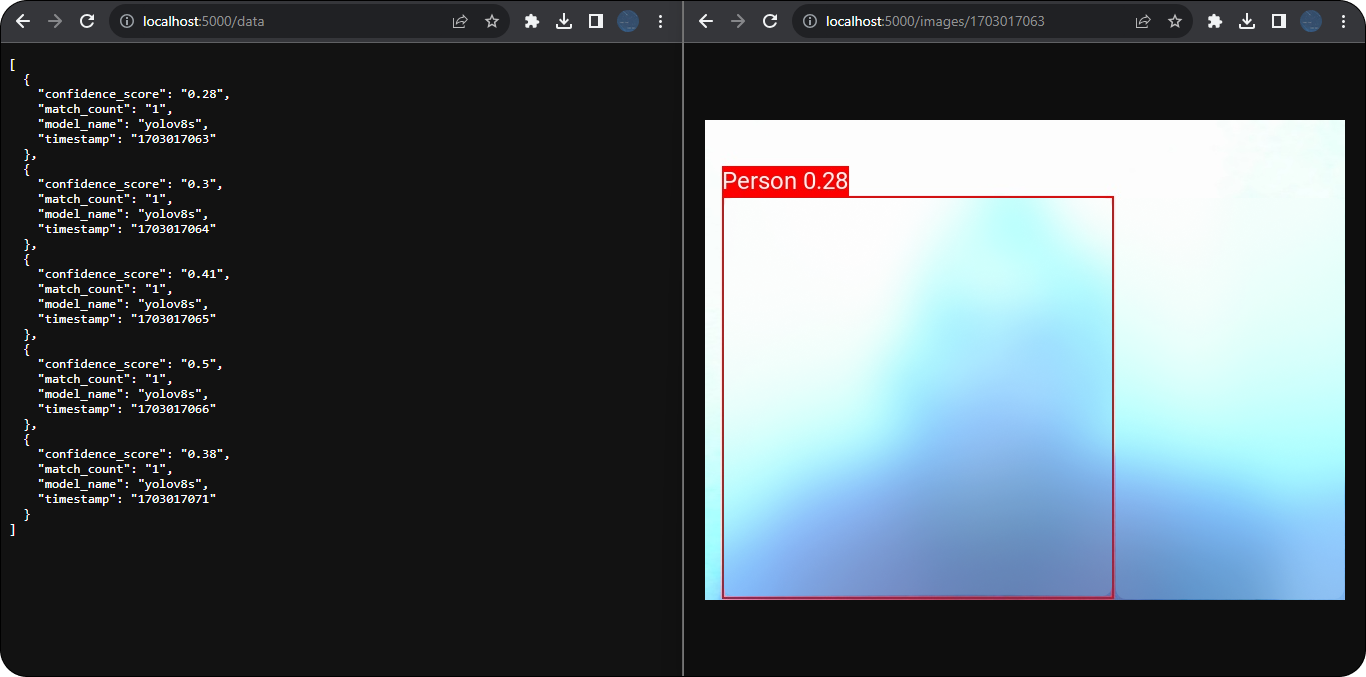 localhost:5000/data
[
  {
    "confidence_score": "0.28",
    "match_count": "1",
    "model_name": "yolov8s",
    "timestamp": "1703017063"
  },
  {
    "confidence_score": "0.3",
    "match_count": "1",
    "model_name": "yolov8s",
    "timestamp": "1703017064"
  },
  {
    "confidence_score": "0.41",
    "match_count": "1",
    "model_name": "yolov8s",
    "timestamp": "1703017065"
  },
  {
    "confidence_score": "0.5",
    "match_count": "1",
    "model_name": "yolov8s",
    "timestamp": "1703017066"
  },
  {
    "confidence_score": "0.38",
    "match_count": "1",
    "model_name": "yolov8s",
    "timestamp": "1703017071"
  }
]
localhost:5000/images/1703017063
Person 0.28